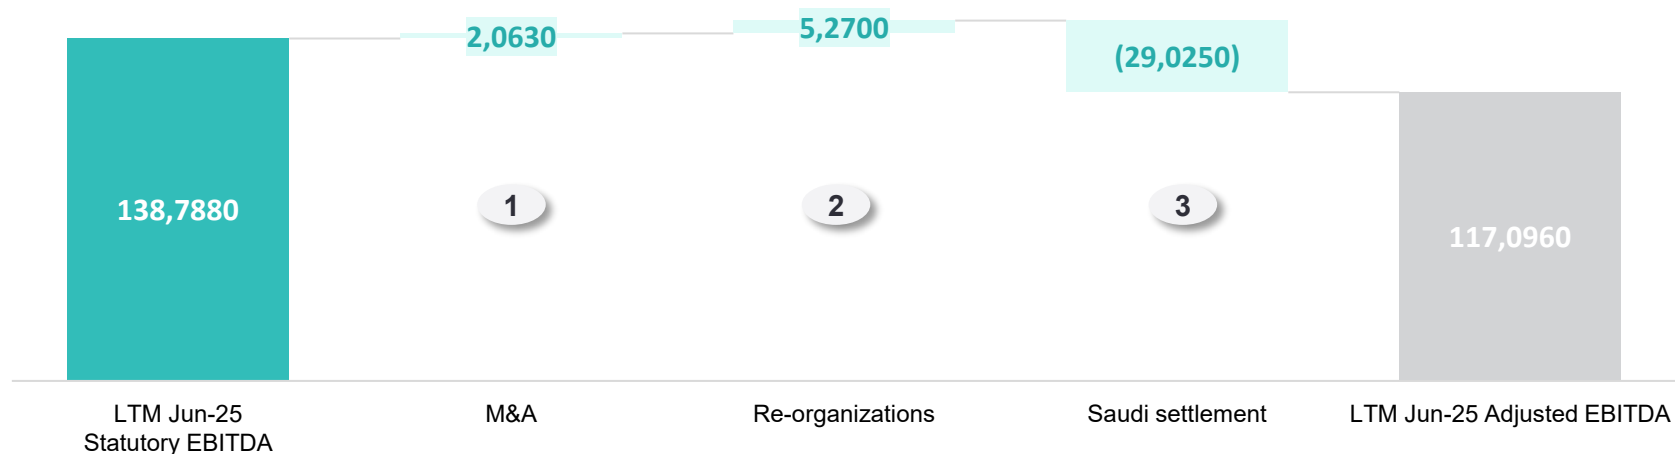 2,0630
5,2700
(29,0250)
138,7880
1
2
3
117,0960
LTM Jun-25
Statutory EBITDA
M&A
Re-organizations
Saudi settlement
LTM Jun-25 Adjusted EBITDA